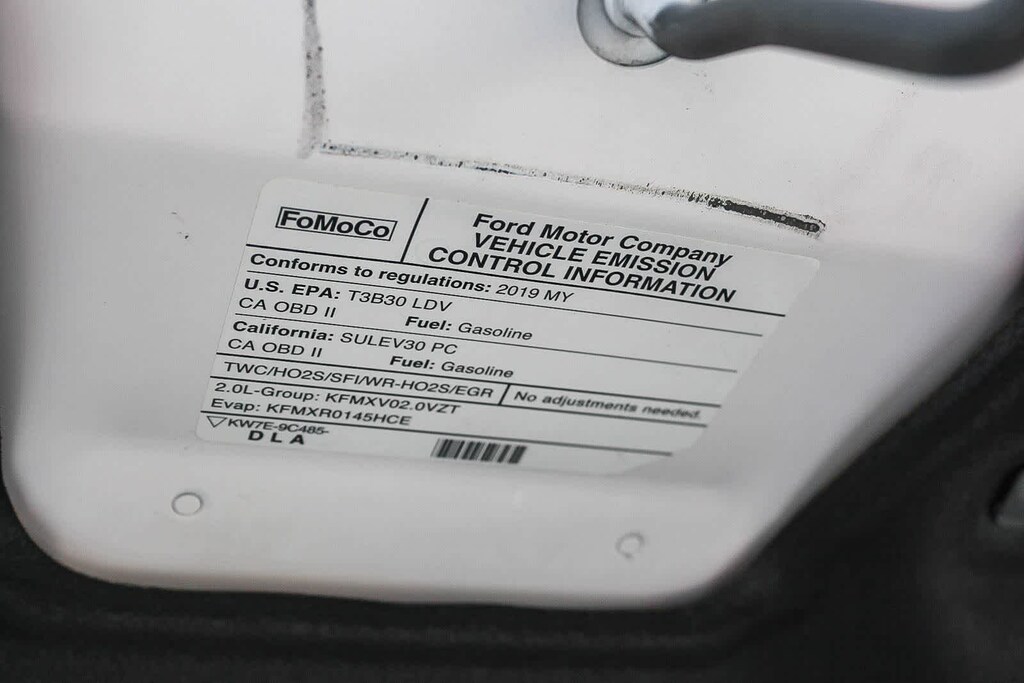 FoMoCo
Ford Motor Company
VEHICLE EMISSION
CONTROL INFORMATION
Conforms to regulations: 2019 MY
U.S. EPA: T3B30 LDV
CA OBD II Fuel: Gasoline
California: SULEV30 PC
CA OBD II Fuel: Gasoline
TWC/HO2S/SFI/WR-HO2S/EGR No adjustments needed.
2.0L-Group: KFMXV02.0VZT
Evap: KFMXR0145HCE
KW7E-9C485-
DLA